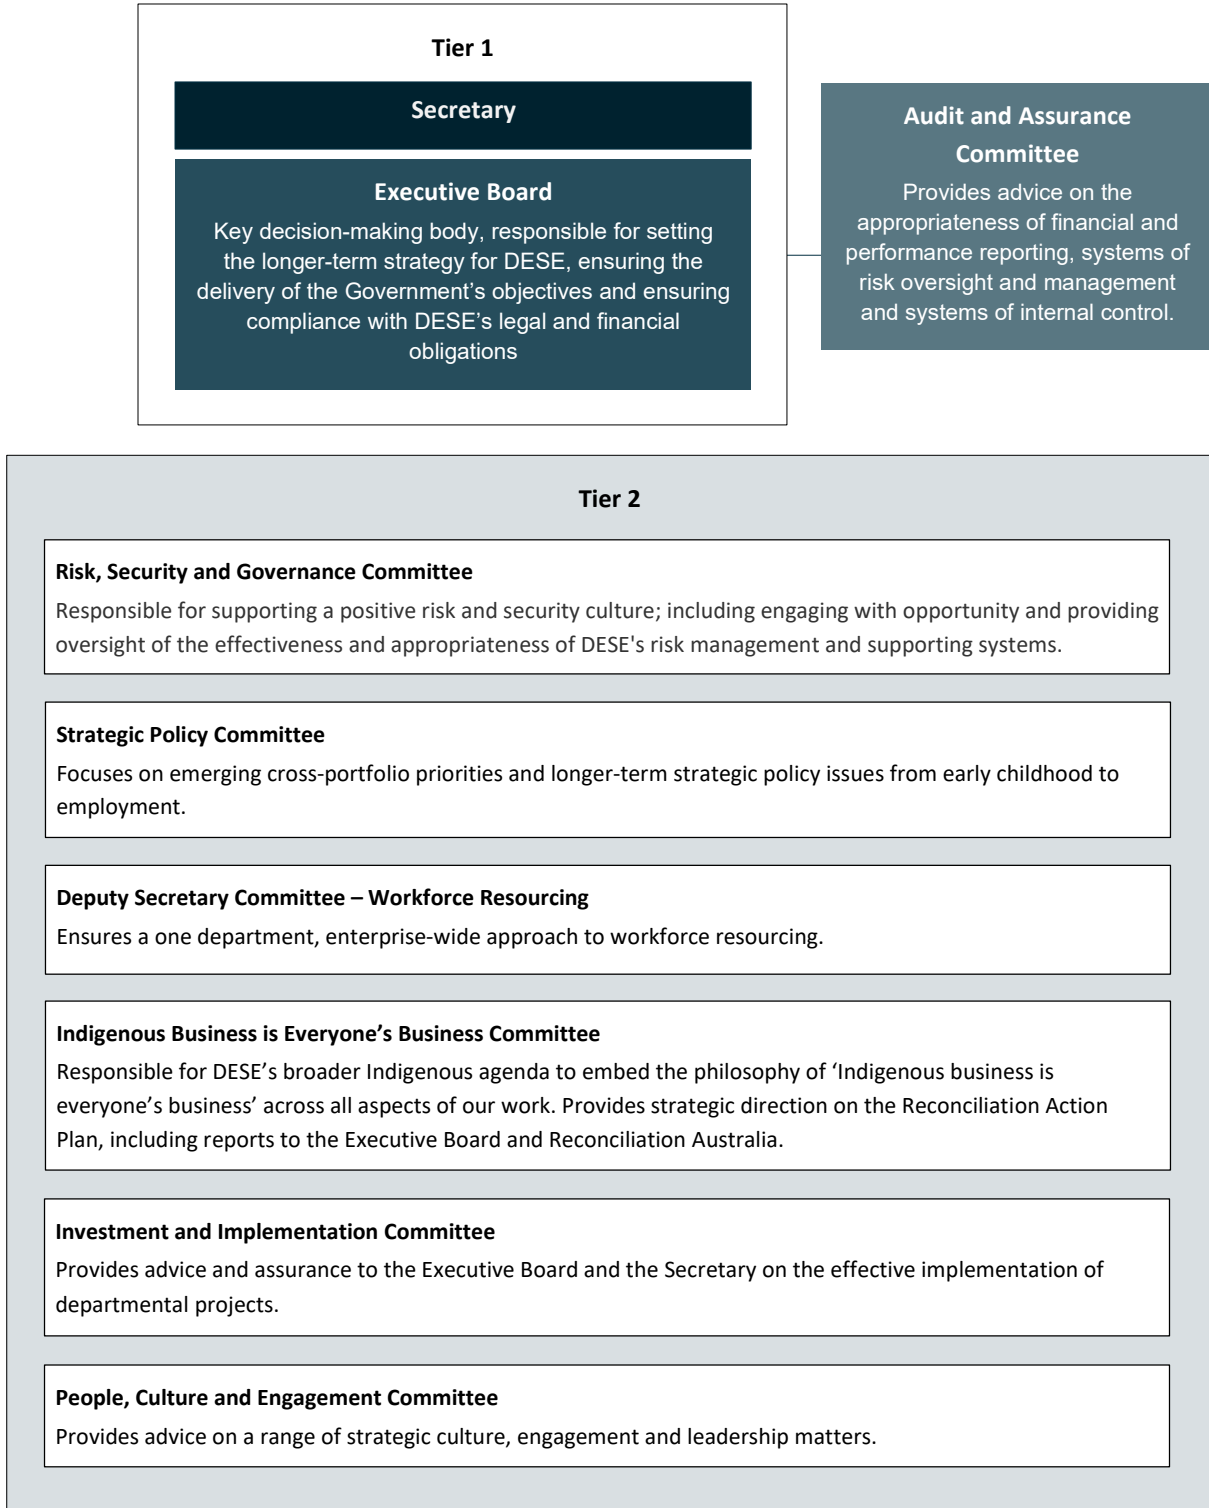 Tier 1
Secretary
Executive Board
Key decision-making body, responsible for setting
the longer-term strategy for DESE, ensuring the
delivery of the Government’s objectives and ensuring
compliance with DESE’s legal and financial
obligations
Audit and Assurance
Committee
Provides advice on the
appropriateness of financial and
performance reporting, systems of
risk oversight and management
and systems of internal control.
Tier 2
Risk, Security and Governance Committee
Responsible for supporting a positive risk and security culture; including engaging with opportunity and providing
oversight of the effectiveness and appropriateness of DESE's risk management and supporting systems.
Strategic Policy Committee
Focuses on emerging cross-portfolio priorities and longer-term strategic policy issues from early childhood to
employment.
Deputy Secretary Committee – Workforce Resourcing
Ensures a one department, enterprise-wide approach to workforce resourcing.
Indigenous Business is Everyone’s Business Committee
Responsible for DESE’s broader Indigenous agenda to embed the philosophy of ‘Indigenous business is
everyone’s business’ across all aspects of our work. Provides strategic direction on the Reconciliation Action
Plan, including reports to the Executive Board and Reconciliation Australia.
Investment and Implementation Committee
Provides advice and assurance to the Executive Board and the Secretary on the effective implementation of
departmental projects.
People, Culture and Engagement Committee
Provides advice on a range of strategic culture, engagement and leadership matters.